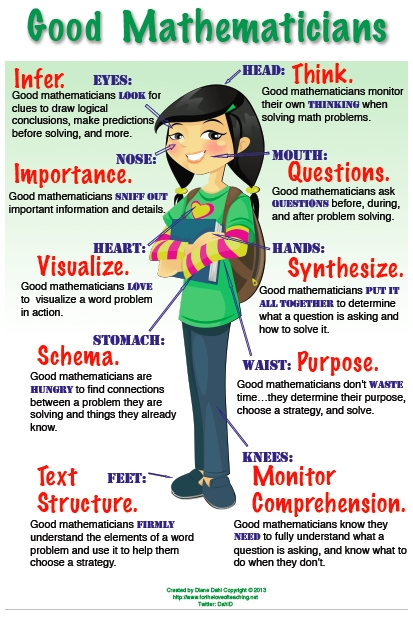 Good Mathematicians
Infer. EYES:
Good mathematicians LOOK for
clues to draw logical
conclusions, make predictions
before solving, and more.
HEAD: Think.
Good mathematicians monitor
their own THINKING when
solving math problems.
NOSE:
Importance.
Good mathematicians SNIFF OUT
important information and details.
MOUTH:
Questions.
Good mathematicians ask
QUESTIONS before, during,
and after problem solving.
HEART:
Visualize.
Good mathematicians LOVE
to visualize a word problem
in action.
HANDS:
Synthesize.
Good mathematicians PUT IT
ALL TOGETHER to determine
what a question is asking and
how to solve it.
STOMACH:
Schema.
Good mathematicians are
HUNGRY to find connections
between a problem they are
solving and things they already
know.
WAIST: Purpose.
Good mathematicians don't WASTE
time...they determine their purpose,
choose a strategy, and solve.
Text FEET:
Structure.
Good mathematicians FIRMLY
understand the elements of a word
problem and use it to help them
choose a strategy.
KNEES:
Monitor
Comprehension.
Good mathematicians know they
NEED to fully understand what a
question is asking, and know what to
do when they don't.
Created by Diane Dahl Copyright © 2013
http://www.fortheloveofteaching.net
Twitter: DahlD